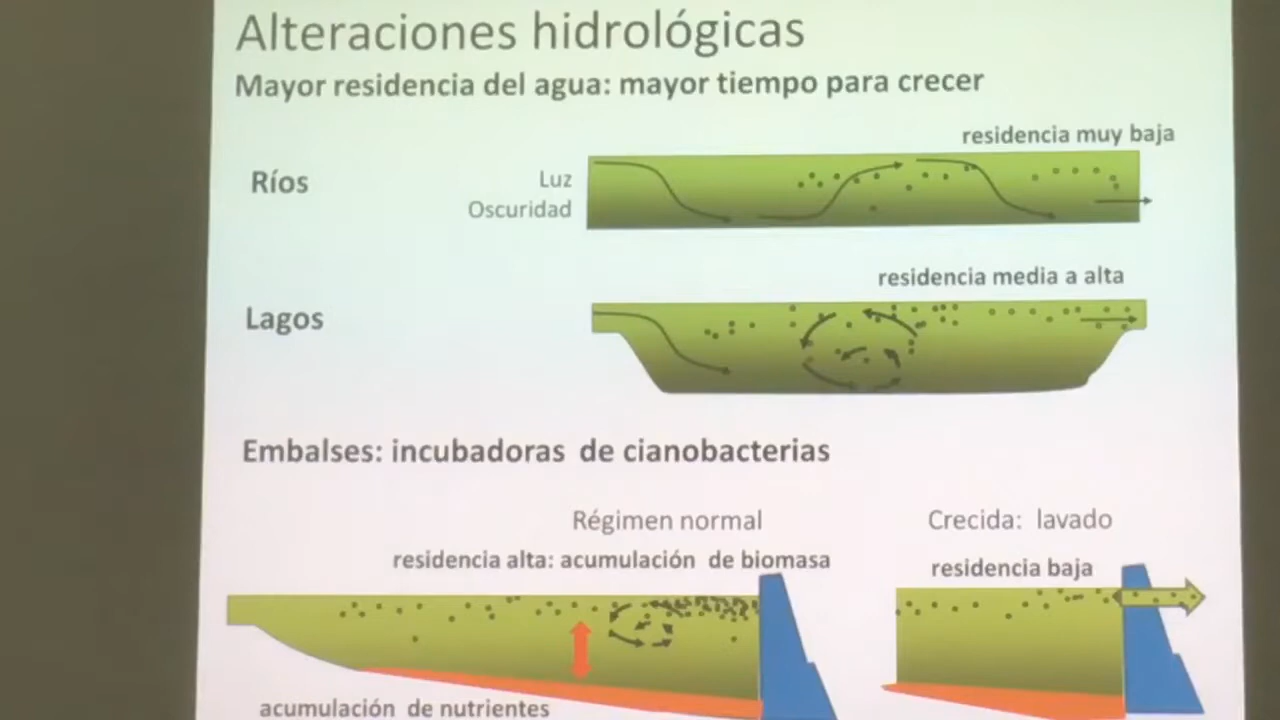 Alteraciones hidrológicas
Mayor residencia del agua: mayor tiempo para crecer
residencia muy baja
Ríos
Luz
Oscuridad
residencia media a alta
Lagos
Embalses: incubadoras de cianobacterias
Régimen normal
Crecida: lavado
residencia alta: acumulación de biomasa
residencia baja
acumulación de nutrientes